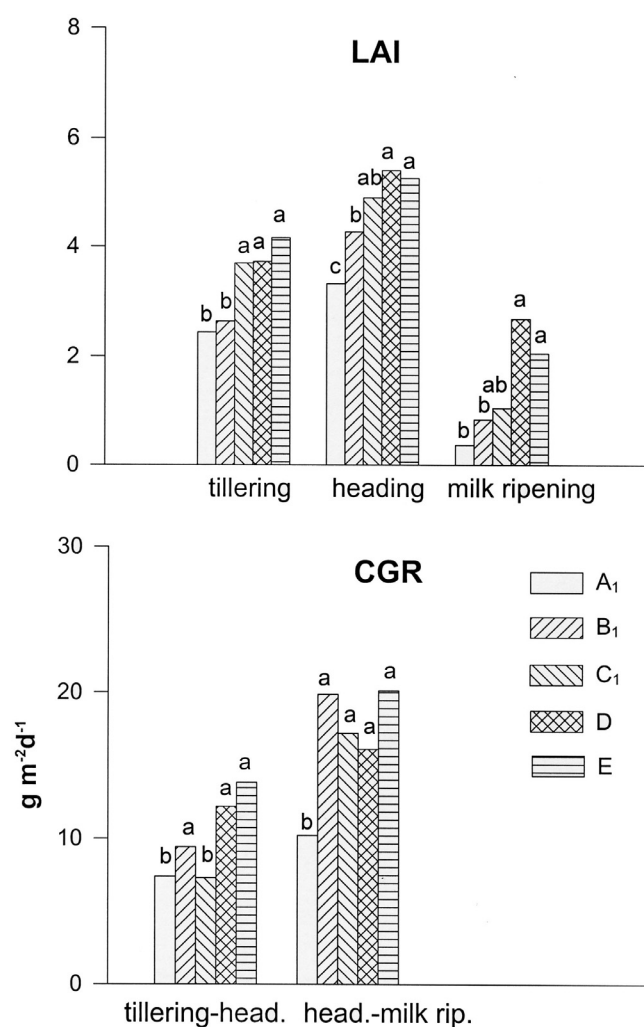 LAI
8
6
4
2
0
b b a a a
c b ab a a
b b ab a a
tillering heading milk ripening
CGR
g m⁻²d⁻¹
30
20
10
0
b a b a a
b a a a a
A₁
B₁
C₁
D
E
tillering-head. head.-milk rip.